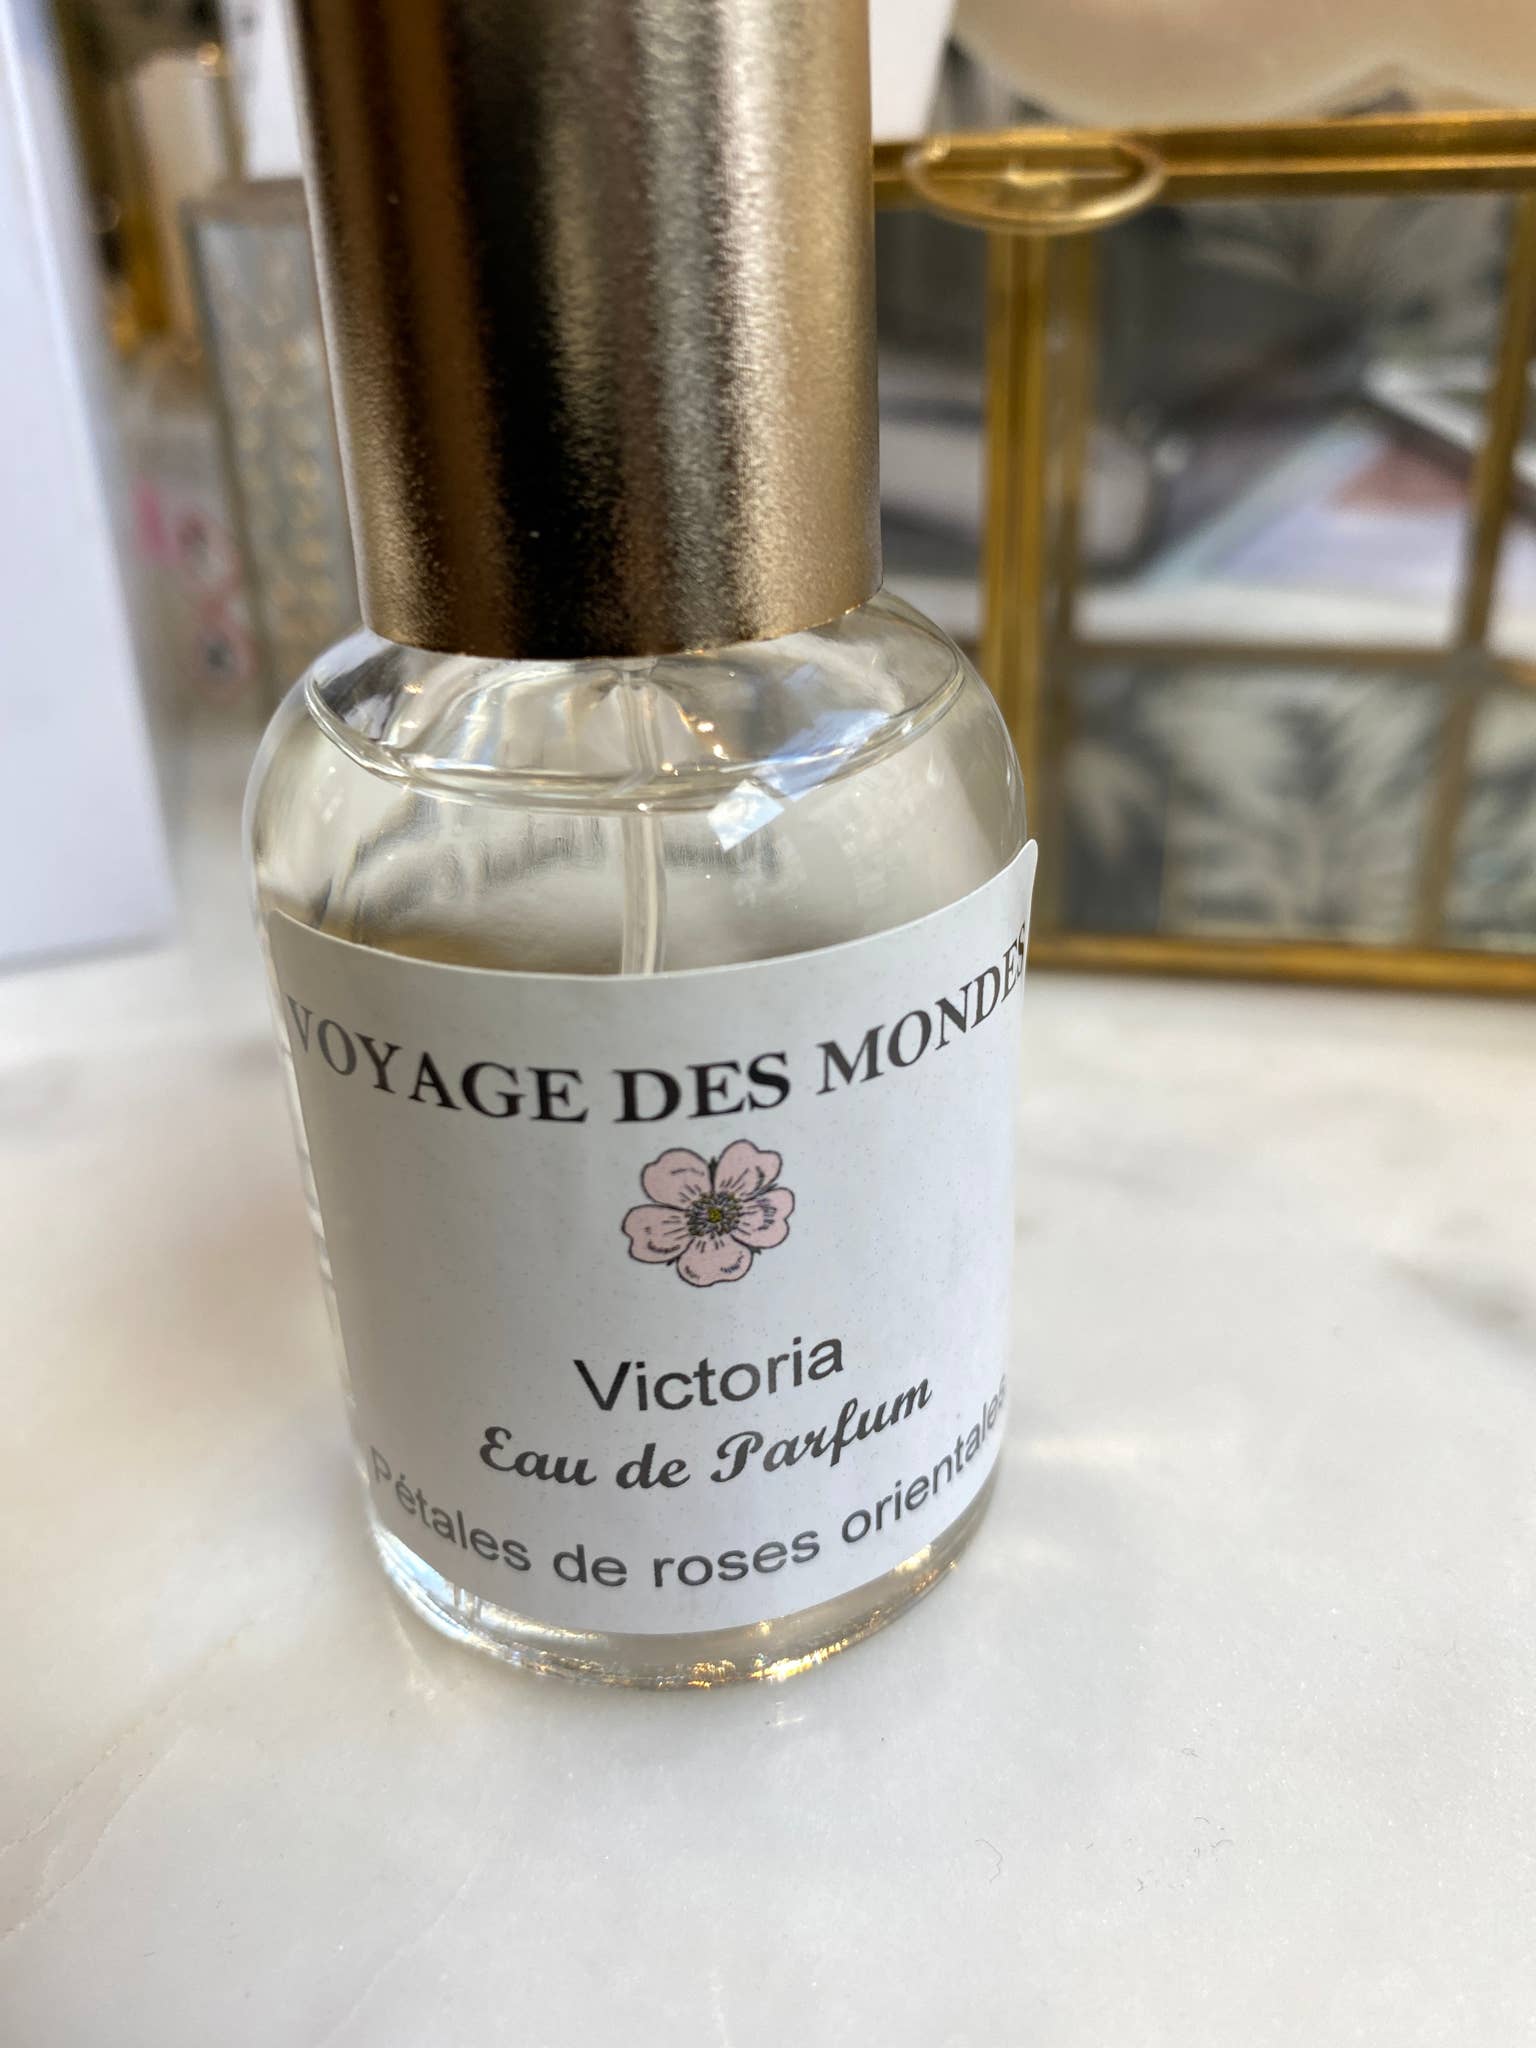 VOYAGE DES MONDES
Victoria
Eau de Parfum
Pétales de roses orientales